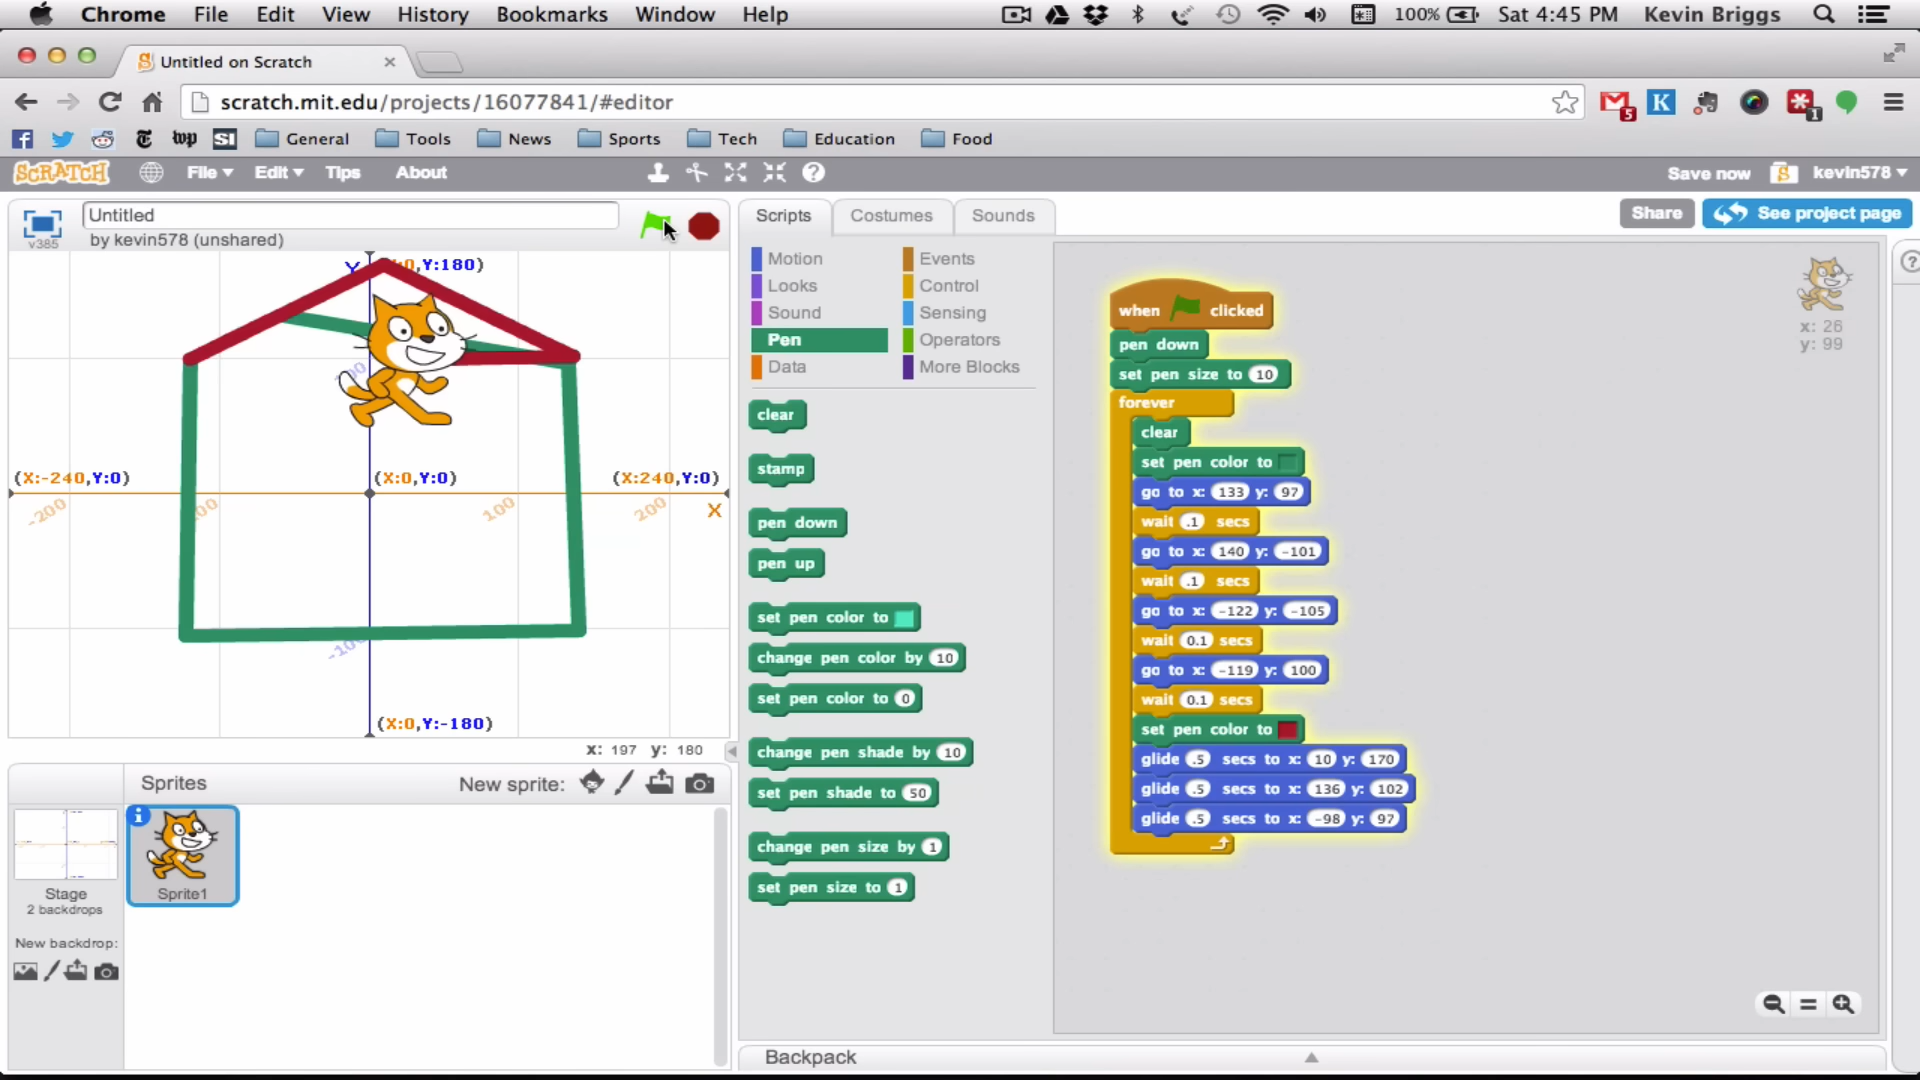 Chrome File Edit View History Bookmarks Window Help 100% Sat 4:45 PM Kevin Briggs
Untitled on Scratch
scratch.mit.edu/projects/16077841/#editor 5 K 1
wp SI General Tools News Sports Tech Education Food
SCRATCH File Edit Tips About Save now kevin578
v385 Untitled
by kevin578 (unshared)
Scripts Costumes Sounds Share See project page
Motion Events
Looks Control
Sound Sensing
Pen Operators
Data More Blocks
clear
stamp
pen down
pen up
set pen color to
change pen color by 10
set pen color to 0
change pen shade by 10
set pen shade to 50
change pen size by 1
set pen size to 1
Y ,Y:180)
(X:-240,Y:0) (X:0,Y:0) (X:240,Y:0)
-200 100 200 X
-100
(X:0,Y:-180)
x: 197 y: 180
when clicked
pen down
set pen size to 10
forever
clear
set pen color to
go to x: 133 y: 97
wait .1 secs
go to x: 140 y: -101
wait .1 secs
go to x: -122 y: -105
wait 0.1 secs
go to x: -119 y: 100
wait 0.1 secs
set pen color to
glide .5 secs to x: 10 y: 170
glide .5 secs to x: 136 y: 102
glide .5 secs to x: -98 y: 97
x: 26
y: 99
Sprites New sprite:
Stage
2 backdrops
Sprite1
New backdrop:
Backpack